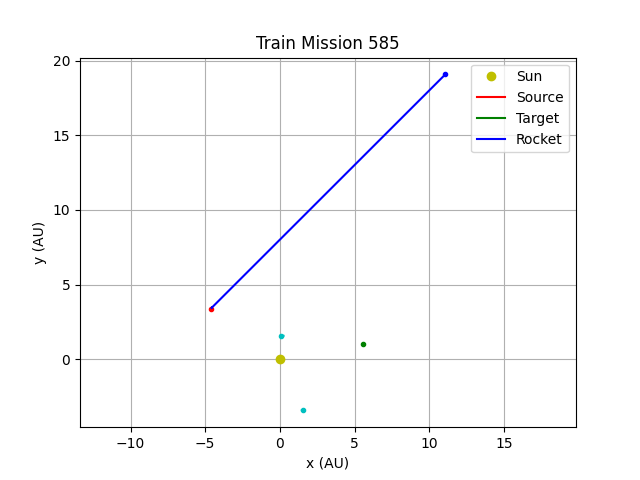 Train Mission 585
20
15
10
5
0
y (AU)
Sun
Source
Target
Rocket
−10
−5
0
5
10
15
x (AU)